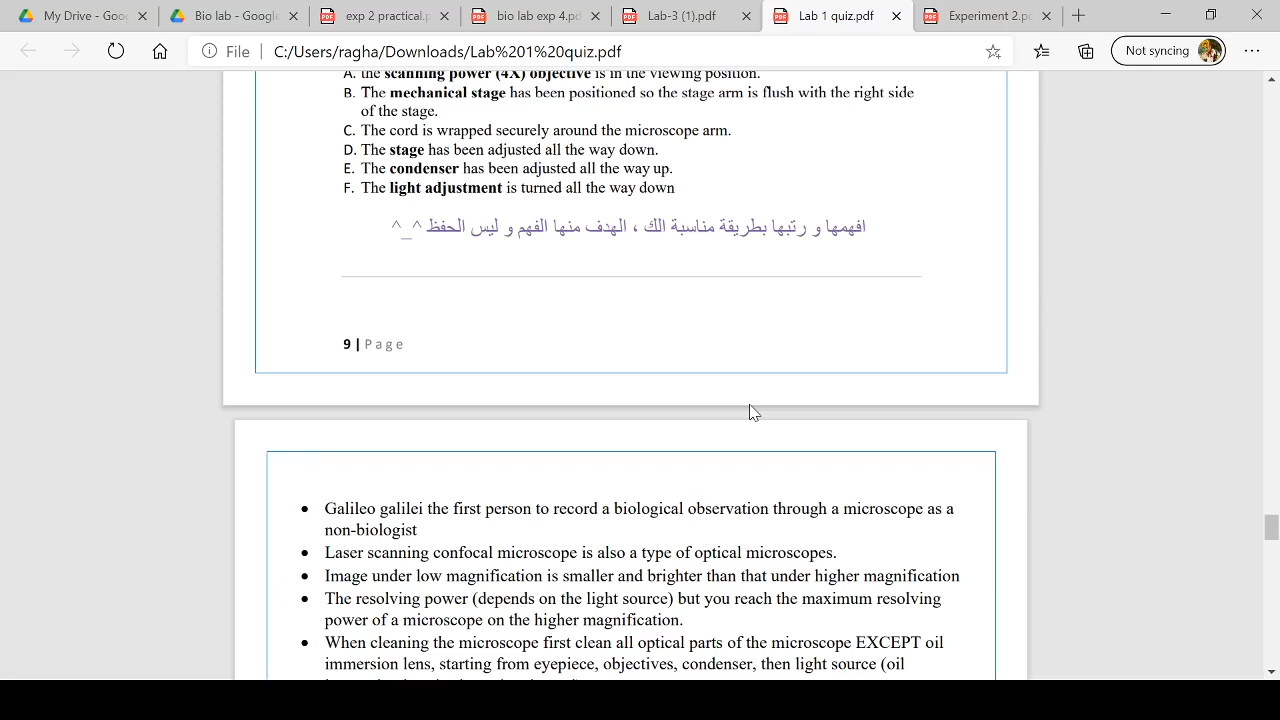 My Drive - Goo
Bio lab - Google
exp 2 practical.p
bio lab exp 4.pd
Lab-3 (1).pdf
Lab 1 quiz.pdf
Experiment 2.pd
File
C:/Users/ragha/Downloads/Lab%201%20quiz.pdf
Not syncing
A. the scanning power (4X) objective is in the viewing position.
B. The mechanical stage has been positioned so the stage arm is flush with the right side
of the stage.
C. The cord is wrapped securely around the microscope arm.
D. The stage has been adjusted all the way down.
E. The condenser has been adjusted all the way up.
F. The light adjustment is turned all the way down
افهمها و رتبها بطريقة مناسبة الك ، الهدف منها الفهم و ليس الحفظ ^_^
9 | Page
• Galileo galilei the first person to record a biological observation through a microscope as a
non-biologist
• Laser scanning confocal microscope is also a type of optical microscopes.
• Image under low magnification is smaller and brighter than that under higher magnification
• The resolving power (depends on the light source) but you reach the maximum resolving
power of a microscope on the higher magnification.
• When cleaning the microscope first clean all optical parts of the microscope EXCEPT oil
immersion lens, starting from eyepiece, objectives, condenser, then light source (oil